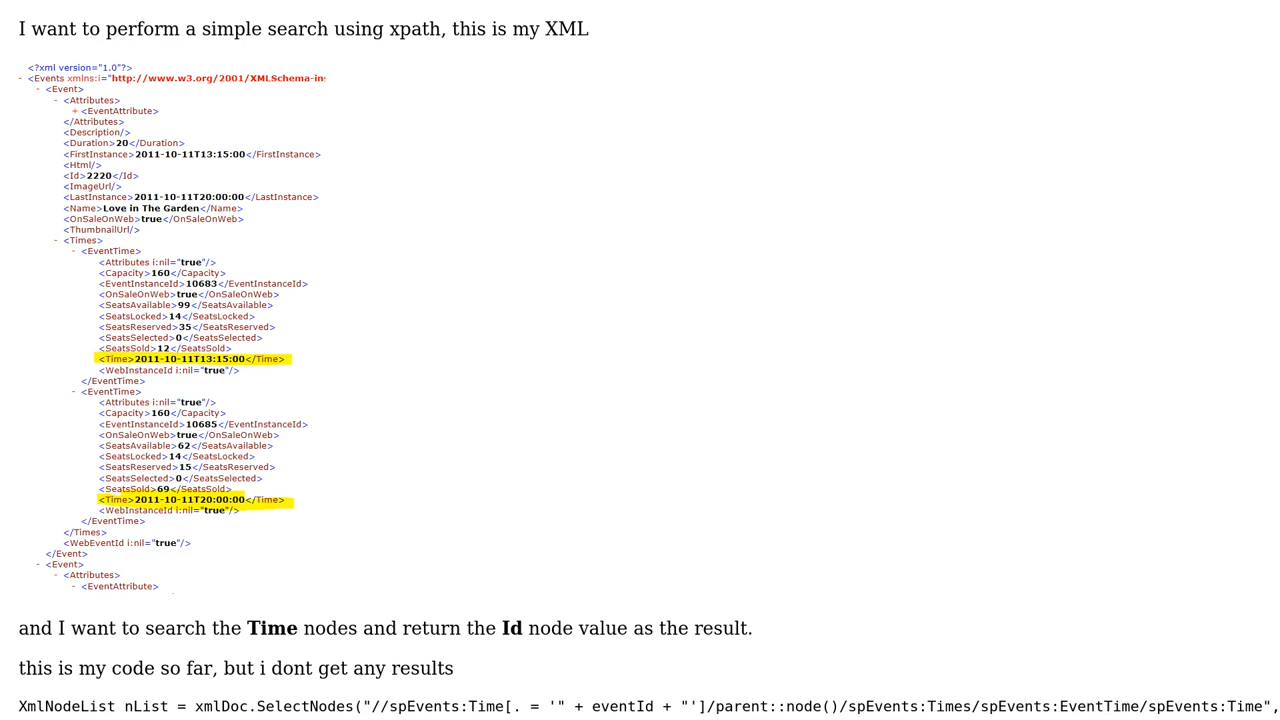 I want to perform a simple search using xpath, this is my XML
<?xml version="1.0"?>
- <Events xmlns:i="http://www.w3.org/2001/XMLSchema-ins
- <Event>
- <Attributes>
+ <EventAttribute>
</Attributes>
<Description/>
<Duration>20</Duration>
<FirstInstance>2011-10-11T13:15:00</FirstInstance>
<Html/>
<Id>2220</Id>
<ImageUrl/>
<LastInstance>2011-10-11T20:00:00</LastInstance>
<Name>Love in The Garden</Name>
<OnSaleOnWeb>true</OnSaleOnWeb>
<ThumbnailUrl/>
- <Times>
- <EventTime>
<Attributes i:nil="true"/>
<Capacity>160</Capacity>
<EventInstanceId>10683</EventInstanceId>
<OnSaleOnWeb>true</OnSaleOnWeb>
<SeatsAvailable>99</SeatsAvailable>
<SeatsLocked>14</SeatsLocked>
<SeatsReserved>35</SeatsReserved>
<SeatsSelected>0</SeatsSelected>
<SeatsSold>12</SeatsSold>
<Time>2011-10-11T13:15:00</Time>
<WebInstanceId i:nil="true"/>
</EventTime>
- <EventTime>
<Attributes i:nil="true"/>
<Capacity>160</Capacity>
<EventInstanceId>10685</EventInstanceId>
<OnSaleOnWeb>true</OnSaleOnWeb>
<SeatsAvailable>62</SeatsAvailable>
<SeatsLocked>14</SeatsLocked>
<SeatsReserved>15</SeatsReserved>
<SeatsSelected>0</SeatsSelected>
<SeatsSold>69</SeatsSold>
<Time>2011-10-11T20:00:00</Time>
<WebInstanceId i:nil="true"/>
</EventTime>
</Times>
<WebEventId i:nil="true"/>
</Event>
- <Event>
- <Attributes>
- <EventAttribute>
and I want to search the Time nodes and return the Id node value as the result.
this is my code so far, but i dont get any results
XmlNodeList nList = xmlDoc.SelectNodes("//spEvents:Time[. = '" + eventId + "']/parent::node()/spEvents:Times/spEvents:EventTime/spEvents:Time",